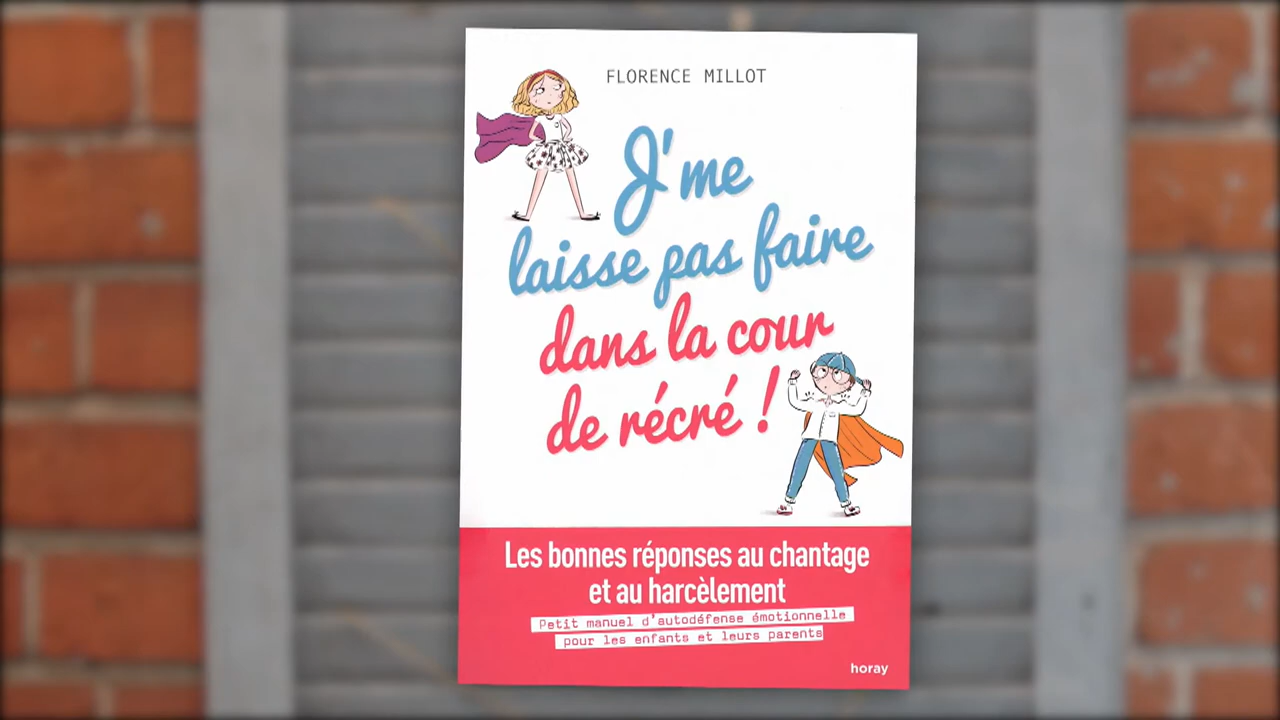 FLORENCE MILLOT
J'me
laisse pas faire
dans la cour
de récré !
Les bonnes réponses au chantage
et au harcèlement
Petit manuel d'autodéfense émotionnelle
pour les enfants et leurs parents
horay